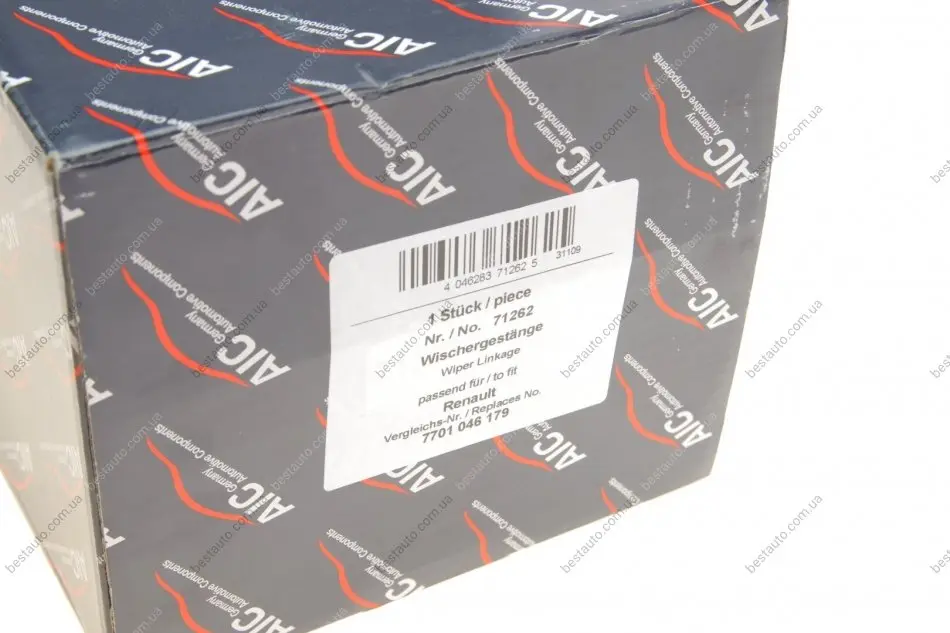 AIC Germany
Automotive Components
4 046283 71262 5
31109
1 Stück / piece
Nr. / No. 71262
Wischergestänge
Wiper Linkage
passend für / to fit
Renault
Vergleichs-Nr. / Replaces No.
7701 046 179
bestauto.com.ua